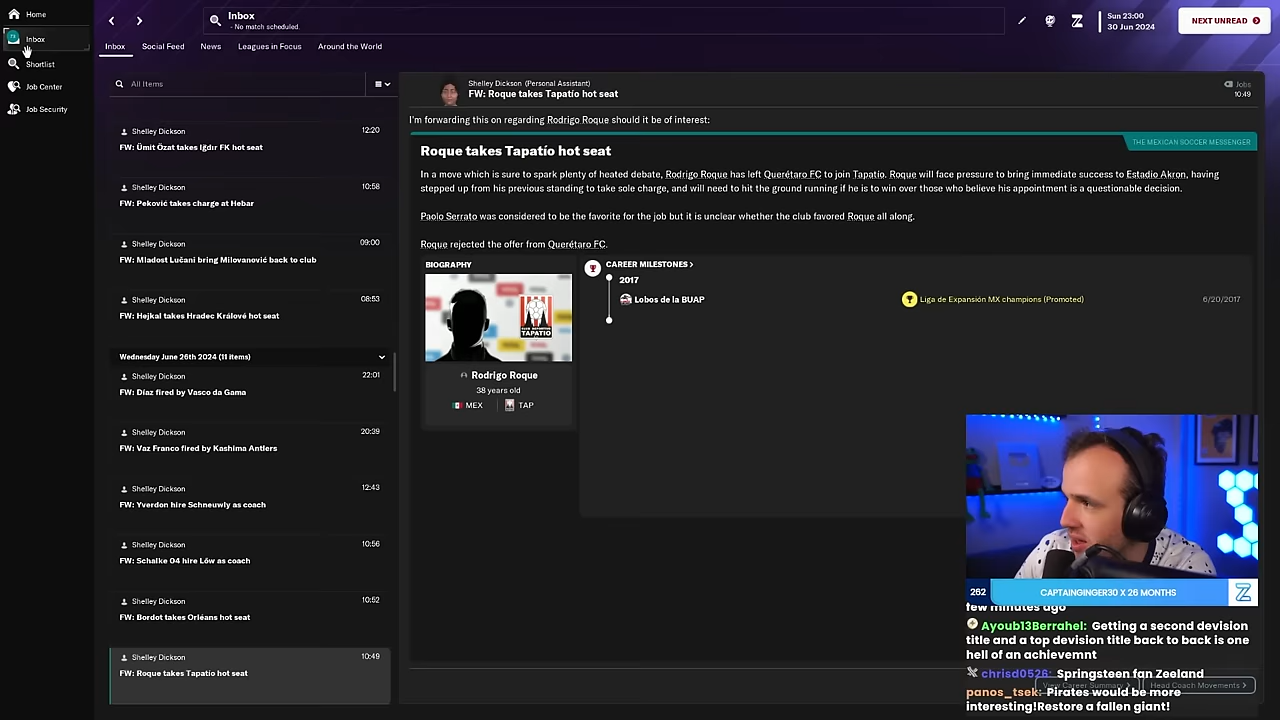 Home
Inbox
Shortlist
Job Center
Job Security
Inbox
- No match scheduled.
Sun 23:00
30 Jun 2024
NEXT UNREAD
Inbox
Social Feed
News
Leagues in Focus
Around the World
All Items
Shelley Dickson
12:20
FW: Ümit Özat takes Iğdır FK hot seat
Shelley Dickson
10:58
FW: Peković takes charge at Hebar
Shelley Dickson
09:00
FW: Mladost Lučani bring Milovanović back to club
Shelley Dickson
08:53
FW: Hejkal takes Hradec Králové hot seat
Wednesday June 26th 2024 (11 items)
Shelley Dickson
22:01
FW: Díaz fired by Vasco da Gama
Shelley Dickson
20:39
FW: Vaz Franco fired by Kashima Antlers
Shelley Dickson
12:43
FW: Yverdon hire Schneuwly as coach
Shelley Dickson
10:56
FW: Schalke 04 hire Löw as coach
Shelley Dickson
10:52
FW: Bordot takes Orléans hot seat
Shelley Dickson
10:49
FW: Roque takes Tapatío hot seat
Shelley Dickson (Personal Assistant)
FW: Roque takes Tapatío hot seat
Jobs
10:49
I'm forwarding this on regarding Rodrigo Roque should it be of interest:
THE MEXICAN SOCCER MESSENGER
Roque takes Tapatío hot seat
In a move which is sure to spark plenty of heated debate, Rodrigo Roque has left Querétaro FC to join Tapatío. Roque will face pressure to bring immediate success to Estadio Akron, having
stepped up from his previous standing to take sole charge, and will need to hit the ground running if he is to win over those who believe his appointment is a questionable decision.
Paolo Serrato was considered to be the favorite for the job but it is unclear whether the club favored Roque all along.
Roque rejected the offer from Querétaro FC.
BIOGRAPHY
TAPATIO
Rodrigo Roque
38 years old
MEX
TAP
CAREER MILESTONES >
2017
Lobos de la BUAP
Liga de Expansión MX champions (Promoted)
6/20/2017
262
CAPTAINGINGER30 X 26 MONTHS
Z
few minutes ago
Ayoub13Berrahel: Getting a second devision
title and a top devision title back to back is one
hell of an achievemnt
chrisd0526: Springsteen fan Zeeland
panos_tsek: Pirates would be more
interesting!Restore a fallen giant!
View Career Summary >
Head Coach Movements >